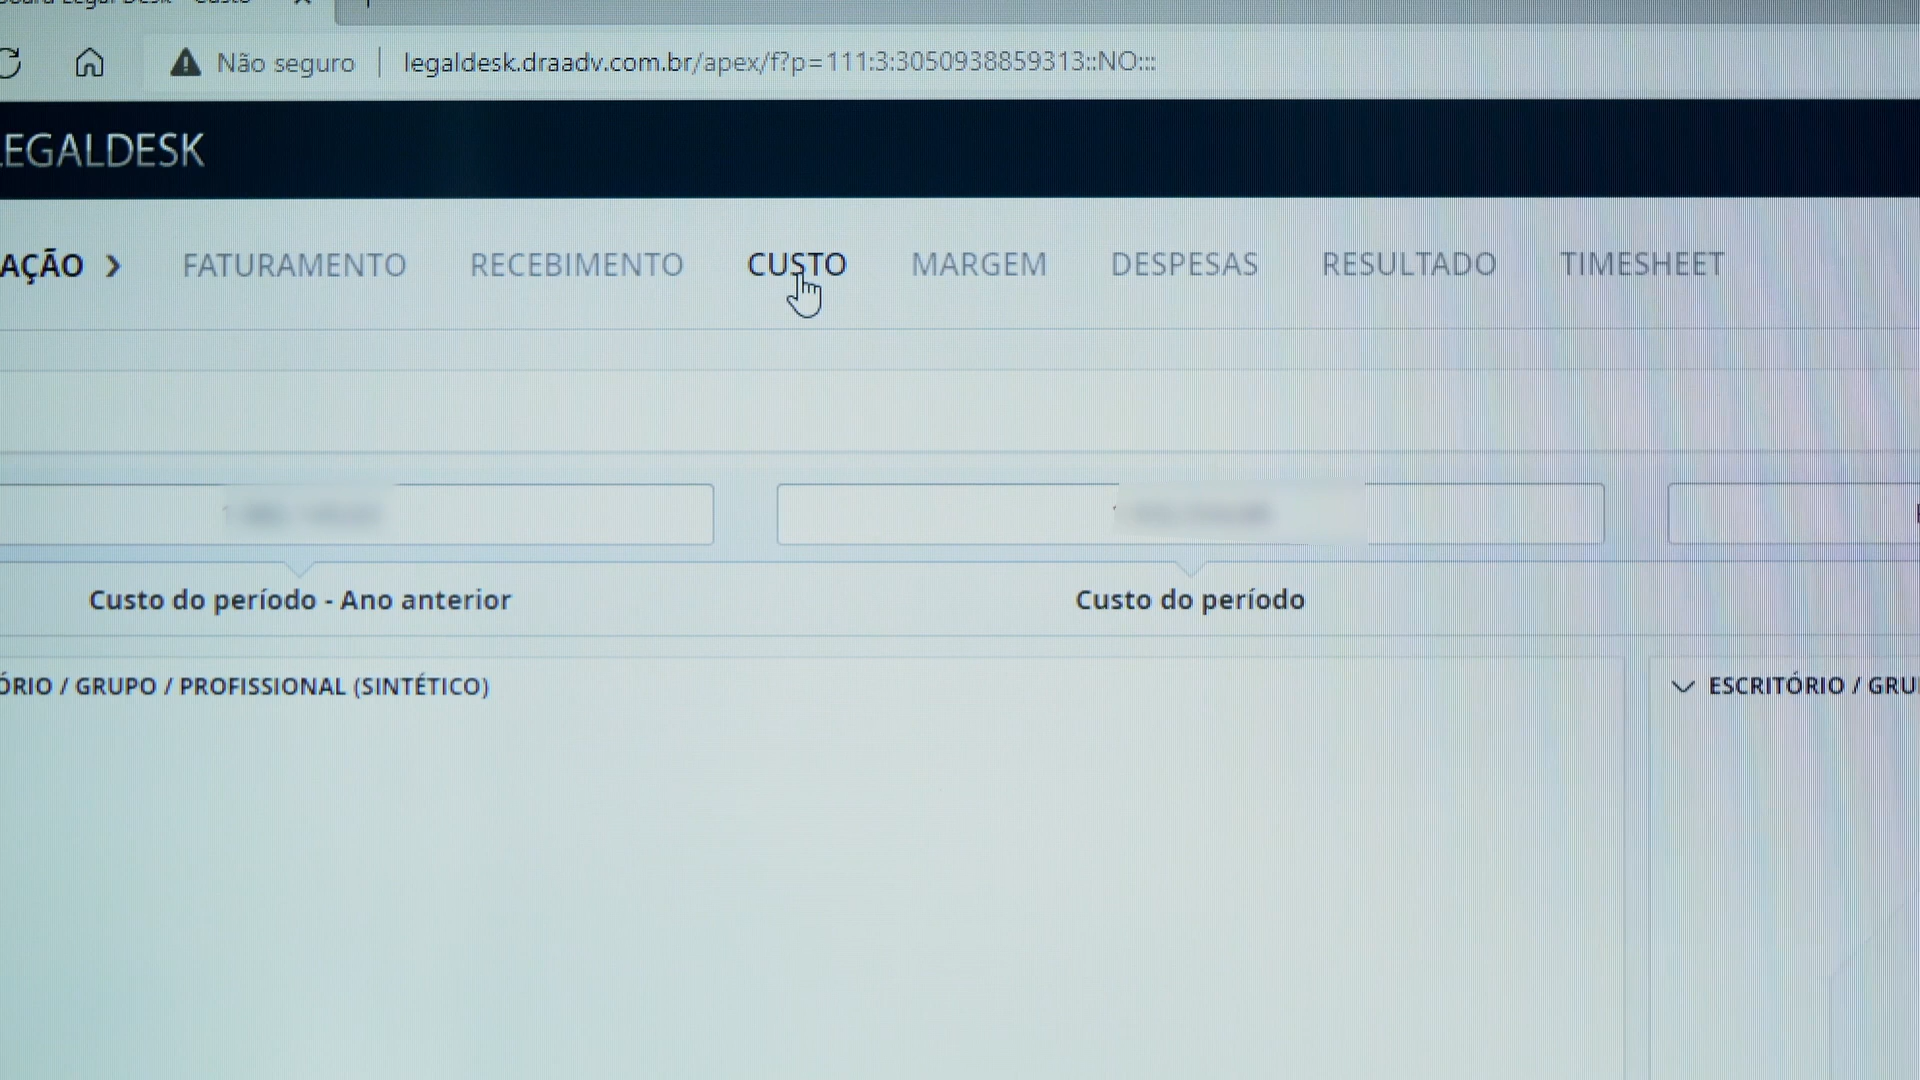 Não seguro legaldesk.draadv.com.br/apex/f?p=111:3:3050938859313::NO:::
LEGALDESK
AÇÃO > FATURAMENTO RECEBIMENTO CUSTO MARGEM DESPESAS RESULTADO TIMESHEET
Custo do período - Ano anterior Custo do período
ÓRIO / GRUPO / PROFISSIONAL (SINTÉTICO) ESCRITÓRIO / GRU